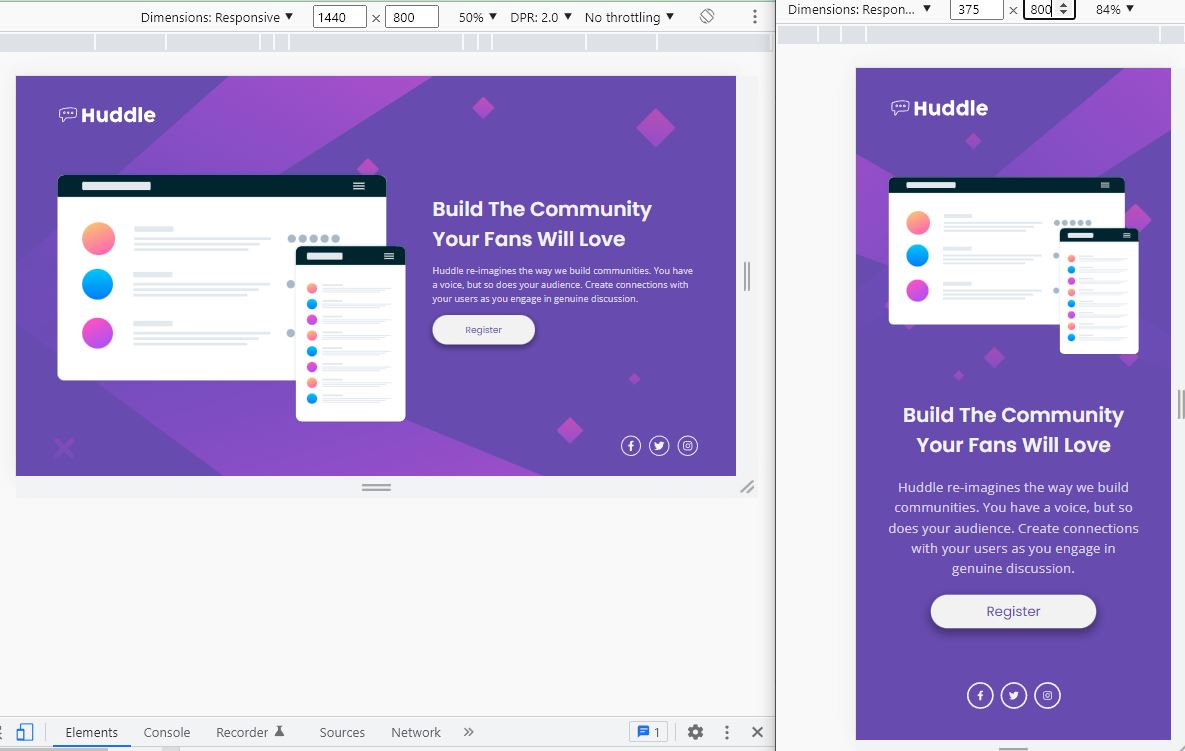 Dimensions: Responsive ▼ 1440 × 800 50% ▼ DPR: 2.0 ▼ No throttling ▼
Huddle
Build The Community
Your Fans Will Love
Huddle re-imagines the way we build communities. You have
a voice, but so does your audience. Create connections with
your users as you engage in genuine discussion.
Register
Elements Console Recorder Sources Network » 1
Dimensions: Respon... ▼ 375 × 800 84% ▼
Huddle
Build The Community
Your Fans Will Love
Huddle re-imagines the way we build
communities. You have a voice, but so
does your audience. Create connections
with your users as you engage in
genuine discussion.
Register